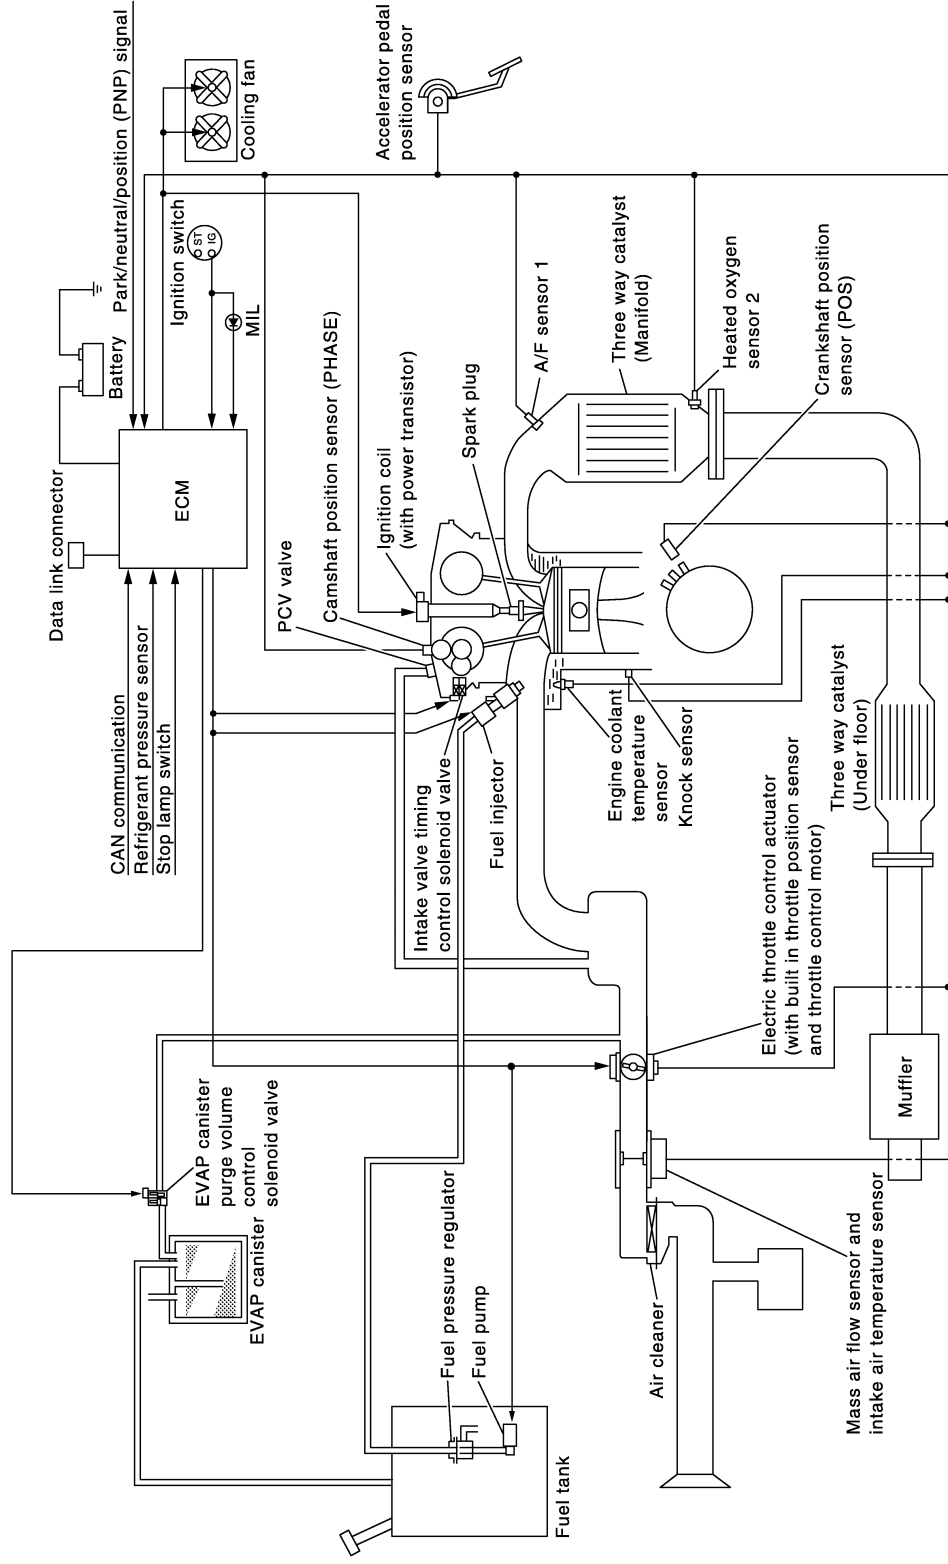 Park/neutral/position (PNP) signal
Cooling fan
Accelerator pedal
position sensor
Ignition switch
ST
IG
MIL
Battery
Data link connector
ECM
CAN communication
Refrigerant pressure sensor
Stop lamp switch
PCV valve
Camshaft position sensor (PHASE)
Ignition coil
(with power transistor)
Spark plug
A/F sensor 1
Three way catalyst
(Manifold)
Heated oxygen
sensor 2
Crankshaft position
sensor (POS)
Intake valve timing
control solenoid valve
Fuel injector
Engine coolant
temperature
sensor
Knock sensor
Electric throttle control actuator
(with built in throttle position sensor
and throttle control motor)
Three way catalyst
(Under floor)
Muffler
EVAP canister
purge volume
control
solenoid valve
EVAP canister
Fuel pressure regulator
Fuel pump
Fuel tank
Air cleaner
Mass air flow sensor and
intake air temperature sensor